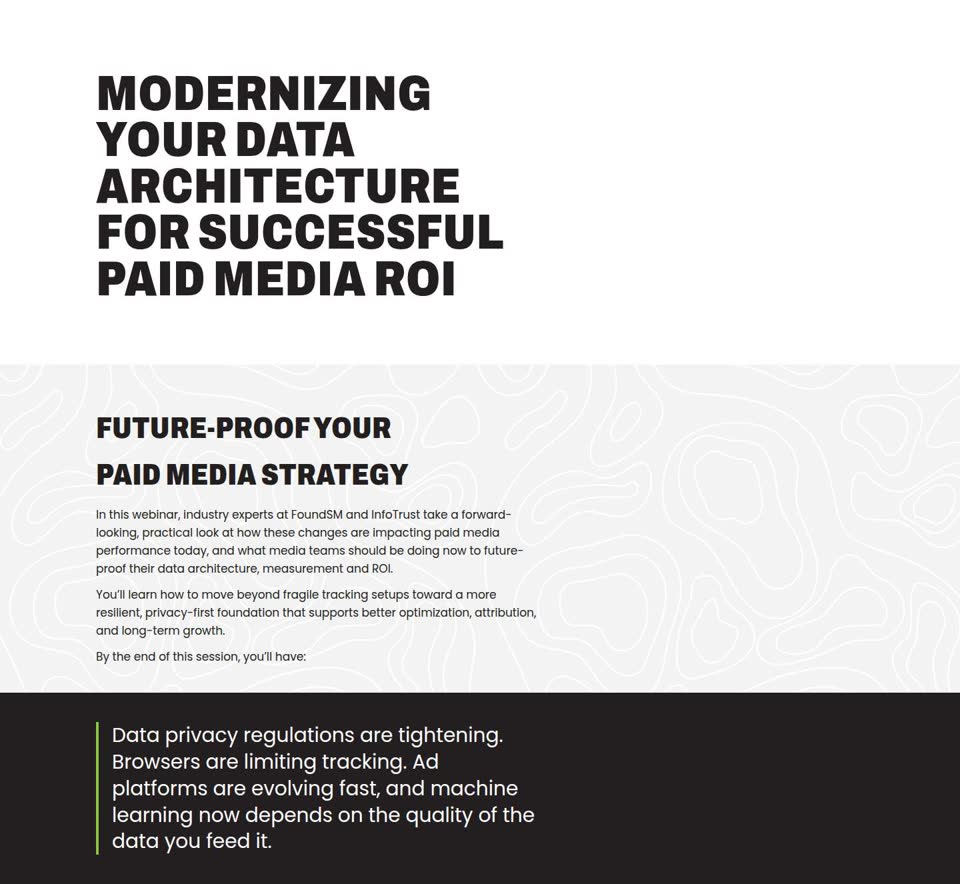 MODERNIZING
YOUR DATA
ARCHITECTURE
FOR SUCCESSFUL
PAID MEDIA ROI
FUTURE-PROOF YOUR
PAID MEDIA STRATEGY
In this webinar, industry experts at FoundSM and InfoTrust take a forward-
looking, practical look at how these changes are impacting paid media
performance today, and what media teams should be doing now to future-
proof their data architecture, measurement and ROI.
You’ll learn how to move beyond fragile tracking setups toward a more
resilient, privacy-first foundation that supports better optimization, attribution,
and long-term growth.
By the end of this session, you’ll have:
Data privacy regulations are tightening.
Browsers are limiting tracking. Ad
platforms are evolving fast, and machine
learning now depends on the quality of the
data you feed it.